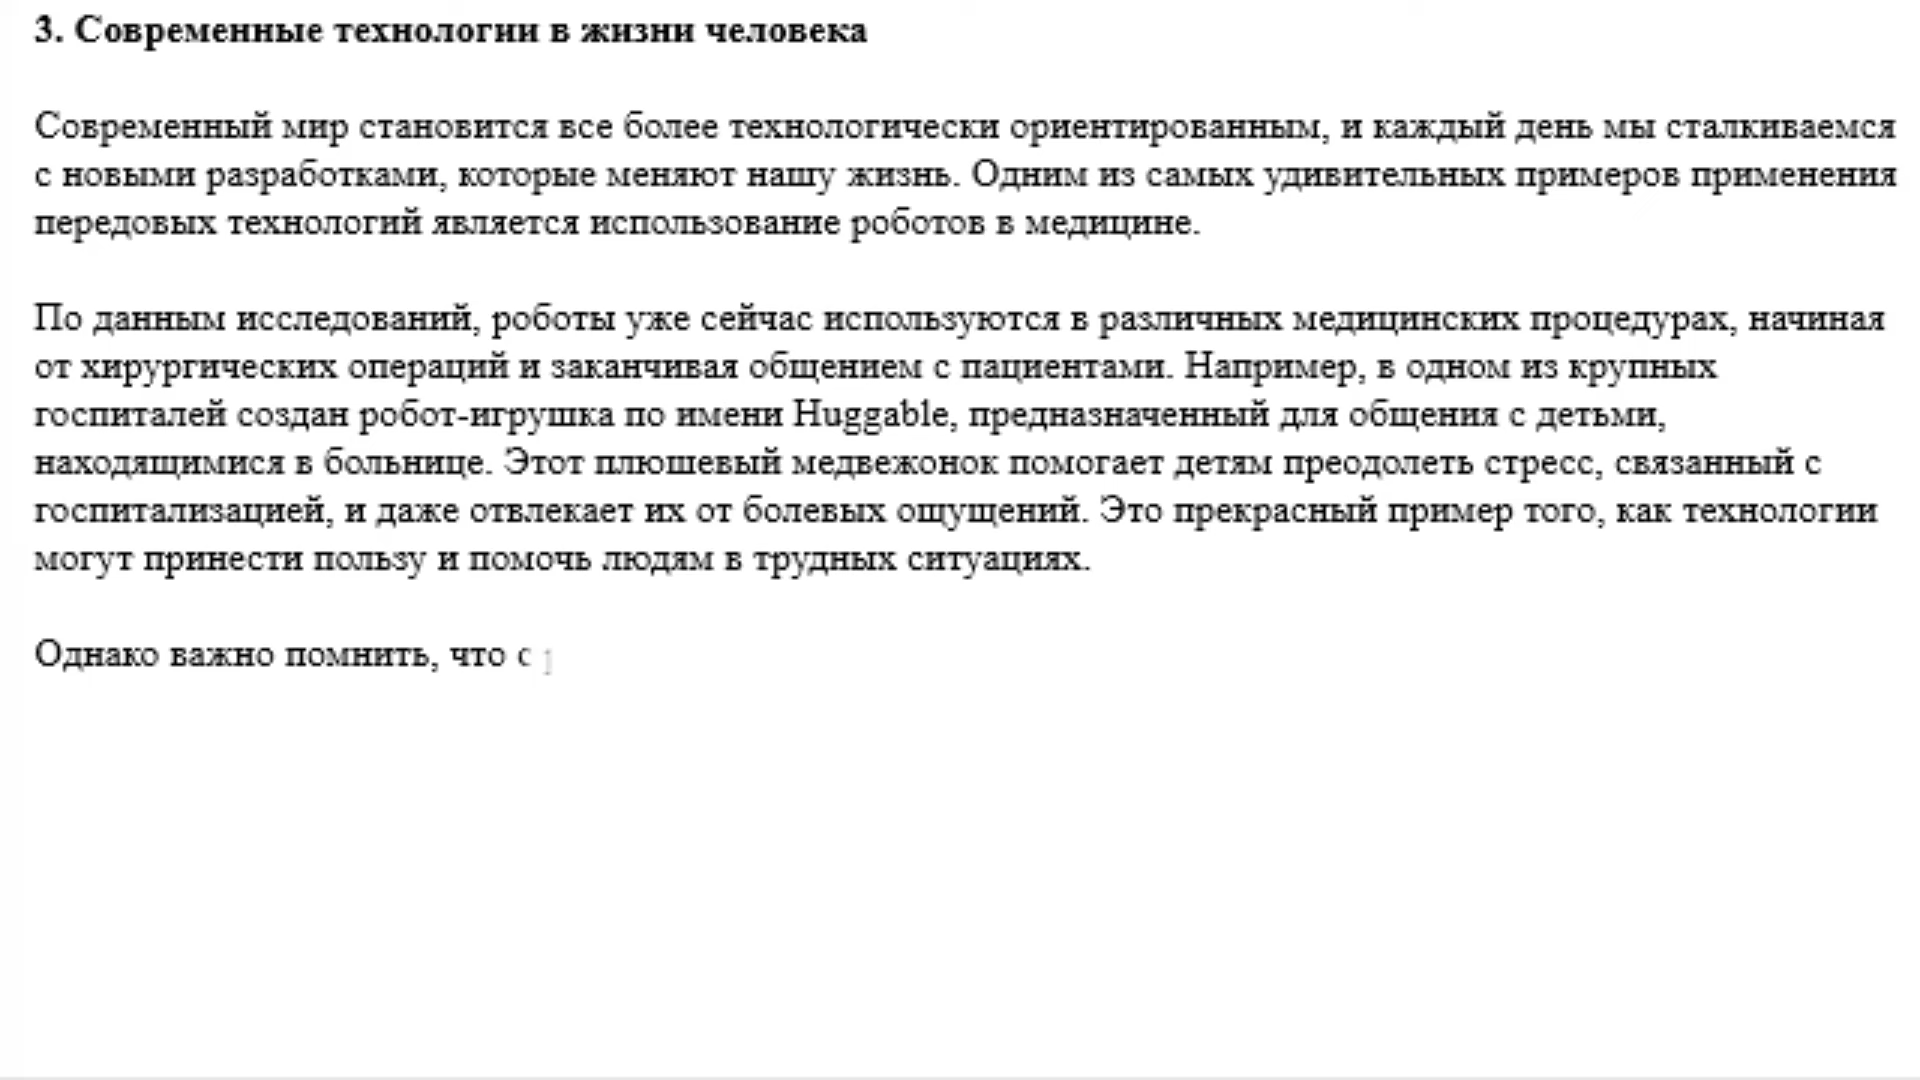 3. Современные технологии в жизни человека
Современный мир становится все более технологически ориентированным, и каждый день мы сталкиваемся
с новыми разработками, которые меняют нашу жизнь. Одним из самых удивительных примеров применения
передовых технологий является использование роботов в медицине.
По данным исследований, роботы уже сейчас используются в различных медицинских процедурах, начиная
от хирургических операций и заканчивая общением с пациентами. Например, в одном из крупных
госпиталей создан робот-игрушка по имени Huggable, предназначенный для общения с детьми,
находящимися в больнице. Этот плюшевый медвежонок помогает детям преодолеть стресс, связанный с
госпитализацией, и даже отвлекает их от болевых ощущений. Это прекрасный пример того, как технологии
могут принести пользу и помочь людям в трудных ситуациях.
Однако важно помнить, что с